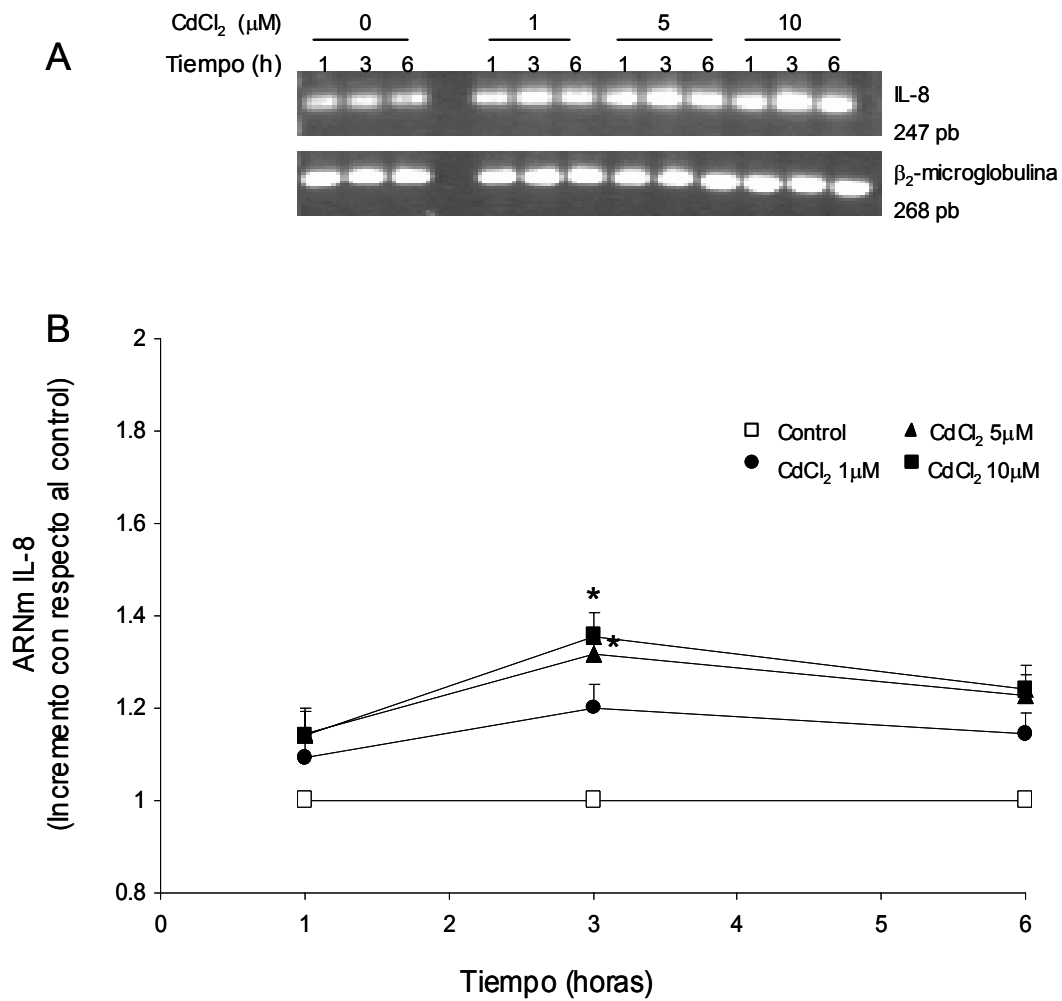 A
CdCl2 (μM) 0 1 5 10
Tiempo (h) 1 3 6 1 3 6 1 3 6 1 3 6
IL-8
247 pb
β2-microglobulina
268 pb
B
ARNm IL-8
(Incremento con respecto al control)
2
1.8
1.6
1.4
1.2
1
0.8
Control
CdCl2 5μM
CdCl2 1μM
CdCl2 10μM
*
*
0 1 2 3 4 5 6
Tiempo (horas)